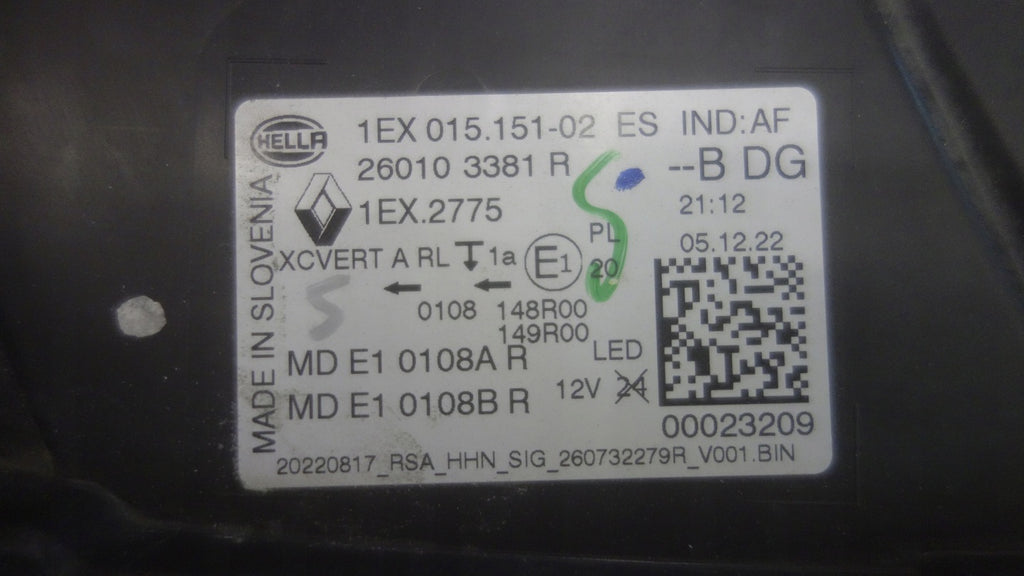 HELLA
1EX 015.151-02 ES IND:AF
26010 3381 R --B DG
1EX.2775 21:12
PL 05.12.22
XCVERT A RL 1a E1 20
0108 148R00
149R00
MD E1 0108A R LED
MD E1 0108B R 12V 24
00023209
20220817_RSA_HHN_SIG_260732279R_V001.BIN
MADE IN SLOVENIA
S
S